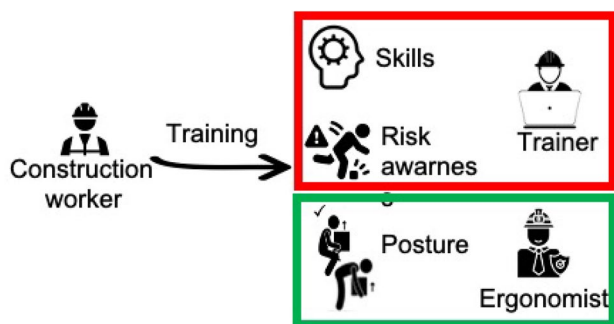 Skills
Training
Trainer
Risk
awarnes
Construction
worker
Posture
Ergonomist